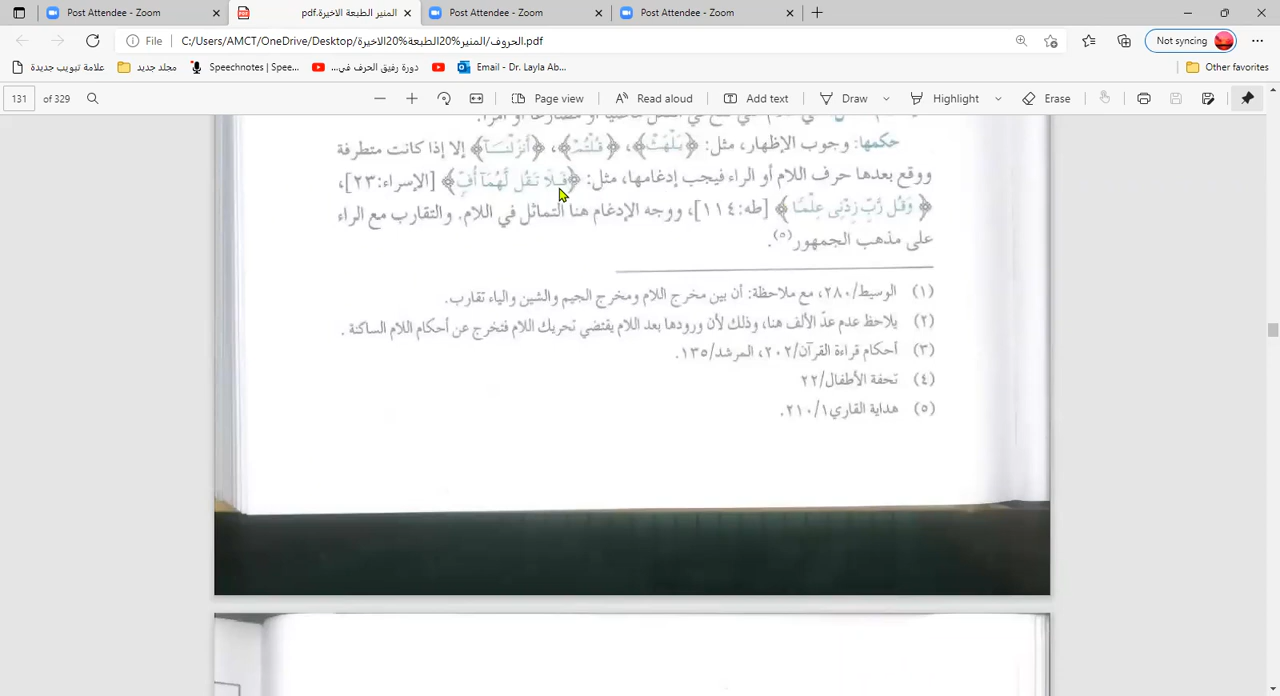 Post Attendee - Zoom
المنير الطبعة الاخيرة.pdf
Post Attendee - Zoom
Post Attendee - Zoom
File
C:/Users/AMCT/OneDrive/Desktop/الحروف/المنير%20الطبعة%20الاخيرة.pdf
Not syncing
علامة تبويب جديدة
مجلد جديد
Speechnotes | Spee...
دورة رفيق الحرف في...
Email - Dr. Layla Ab...
Other favorites
131 of 329
Page view
Read aloud
Add text
Draw
Highlight
Erase
حكمها: وجوب الإظهار، مثل: ﴿يَلْهَثْ﴾، ﴿قُلْتُمْ﴾، ﴿أَنزَلْنَآ﴾ إلا إذا كانت متطرفة
ووقع بعدها حرف اللام أو الراء فيجب إدغامها، مثل: ﴿فَلَا تَقُل لَّهُمَآ أُفٍّ﴾ [الإسراء:٢٣]،
﴿وَقُل رَّبِّ زِدْنِى عِلْمًا﴾ [طه:١١٤]، ووجه الإدغام هنا التماثل في اللام. والتقارب مع الراء
على مذهب الجمهور(٥).
(١) الوسيط/٢٨٠، مع ملاحظة: أن بين مخرج اللام ومخرج الجيم والشين والياء تقارب.
(٢) يلاحظ عدم عدّ الألف هنا، وذلك لأن ورودها بعد اللام يقتضي تحريك اللام فتخرج عن أحكام اللام الساكنة .
(٣) أحكام قراءة القرآن/٢٠٢، المرشد/١٣٥.
(٤) تحفة الأطفال/٢٢
(٥) هداية القاري٢١٠/١.